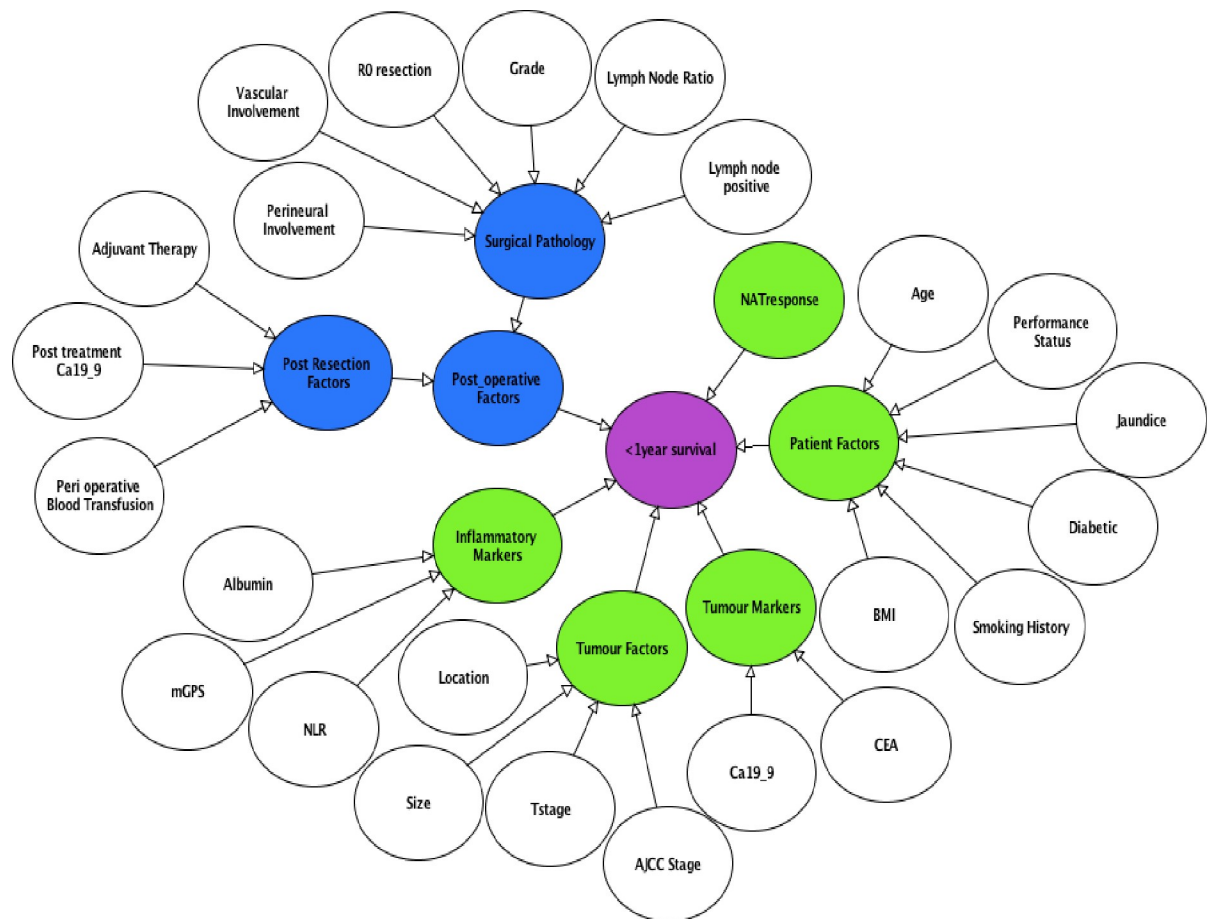 R0 resection
Grade
Lymph Node Ratio
Vascular
Involvement
Lymph node
positive
Perineural
Involvement
Surgical Pathology
Adjuvant Therapy
NATresponse
Age
Performance
Status
Post treatment
Ca19_9
Post Resection
Factors
Post_operative
Factors
Jaundice
<1year survival
Patient Factors
Peri operative
Blood Transfusion
Diabetic
Inflammatory
Markers
Albumin
Tumour Markers
BMI
Smoking History
Tumour Factors
Location
mGPS
NLR
CEA
Ca19_9
Size
Tstage
AJCC Stage